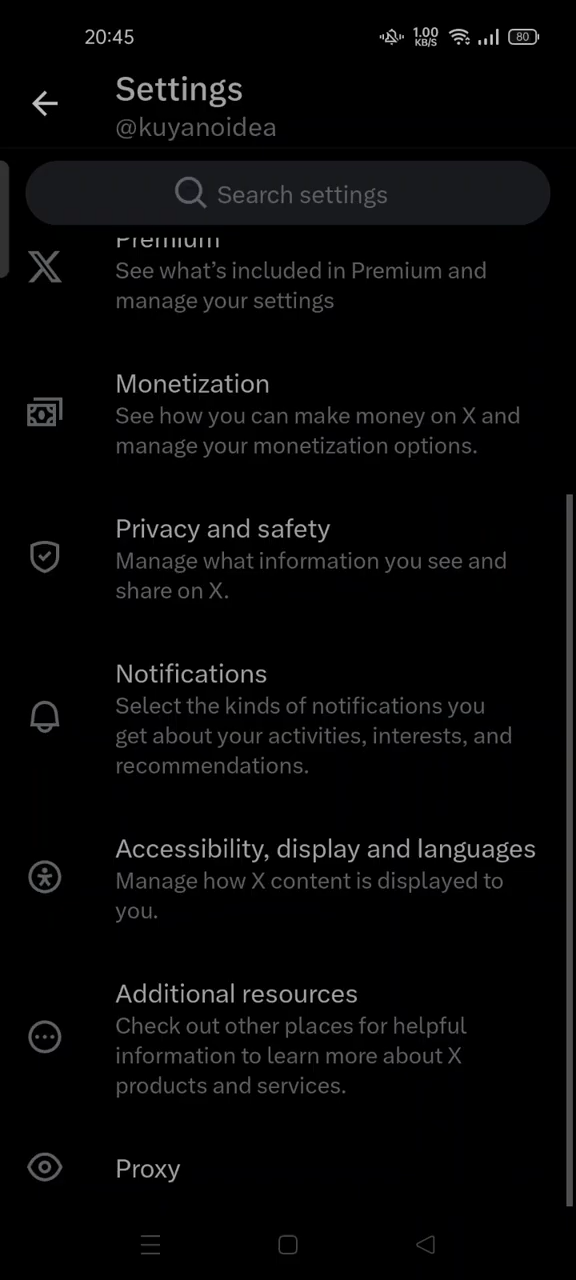 20:45
1.00
KB/S
80
Settings
@kuyanoidea
Search settings
Premium
See what’s included in Premium and
manage your settings
Monetization
See how you can make money on X and
manage your monetization options.
Privacy and safety
Manage what information you see and
share on X.
Notifications
Select the kinds of notifications you
get about your activities, interests, and
recommendations.
Accessibility, display and languages
Manage how X content is displayed to
you.
Additional resources
Check out other places for helpful
information to learn more about X
products and services.
Proxy